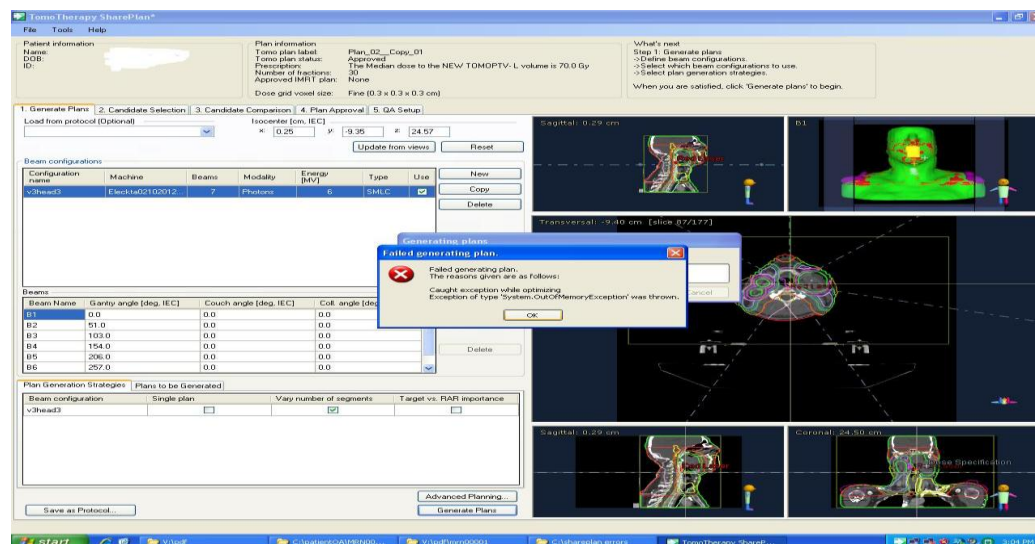 TomoTherapy SharePlan*
File Tools Help
Patient information
Name:
DOB:
ID:
Plan information
Tomo plan label: Plan_02__Copy_01
Tomo plan status: Approved
Prescription: The Median dose to the NEW TOMOPTV- L volume is 70.0 Gy
Number of fractions: 30
Approved IMRT plan: None
Dose grid voxel size: Fine (0.3 x 0.3 x 0.3 cm)
What's next
Step 1: Generate plans
->Define beam configurations.
->Select which beam configurations to use.
->Select plan generation strategies.
When you are satisfied, click 'Generate plans' to begin.
1. Generate Plans 2. Candidate Selection 3. Candidate Comparison 4. Plan Approval 5. QA Setup
Load from protocol (Optional)
Isocenter [cm, IEC]
x: 0.25 y: -9.35 z: 24.57
Update from views Reset
Beam configurations
Configuration name Machine Beams Modality Energy [MV] Type Use
v3head3 Eleckta02102012... 7 Photons 6 SMLC
New
Copy
Delete
Generating plans
Failed generating plan.
Failed generating plan.
The reasons given are as follows:
Caught exception while optimizing
Exception of type 'System.OutOfMemoryException' was thrown.
OK
Cancel
Beams
Beam Name Gantry angle [deg, IEC] Couch angle [deg, IEC] Coll. angle [deg
B1 0.0 0.0 0.0
B2 51.0 0.0 0.0
B3 103.0 0.0 0.0
B4 154.0 0.0 0.0
B5 206.0 0.0 0.0
B6 257.0 0.0 0.0
Delete
Plan Generation Strategies Plans to be Generated
Beam configuration Single plan Vary number of segments Target vs. RAR importance
v3head3
Advanced Planning...
Save as Protocol... Generate Plans
Sagittal: 0.29 cm
B1
Transversal: -9.40 cm [slice 87/177]
Sagittal: 0.29 cm
Red Laser
Coronal: 24.50 cm
Dose Specification
start
V:\pdf
C:\patientQA\MRN00...
V:\pdf\mrn00001
C:\shareplan errors
TomoTherapy ShareP...
3:04 PM